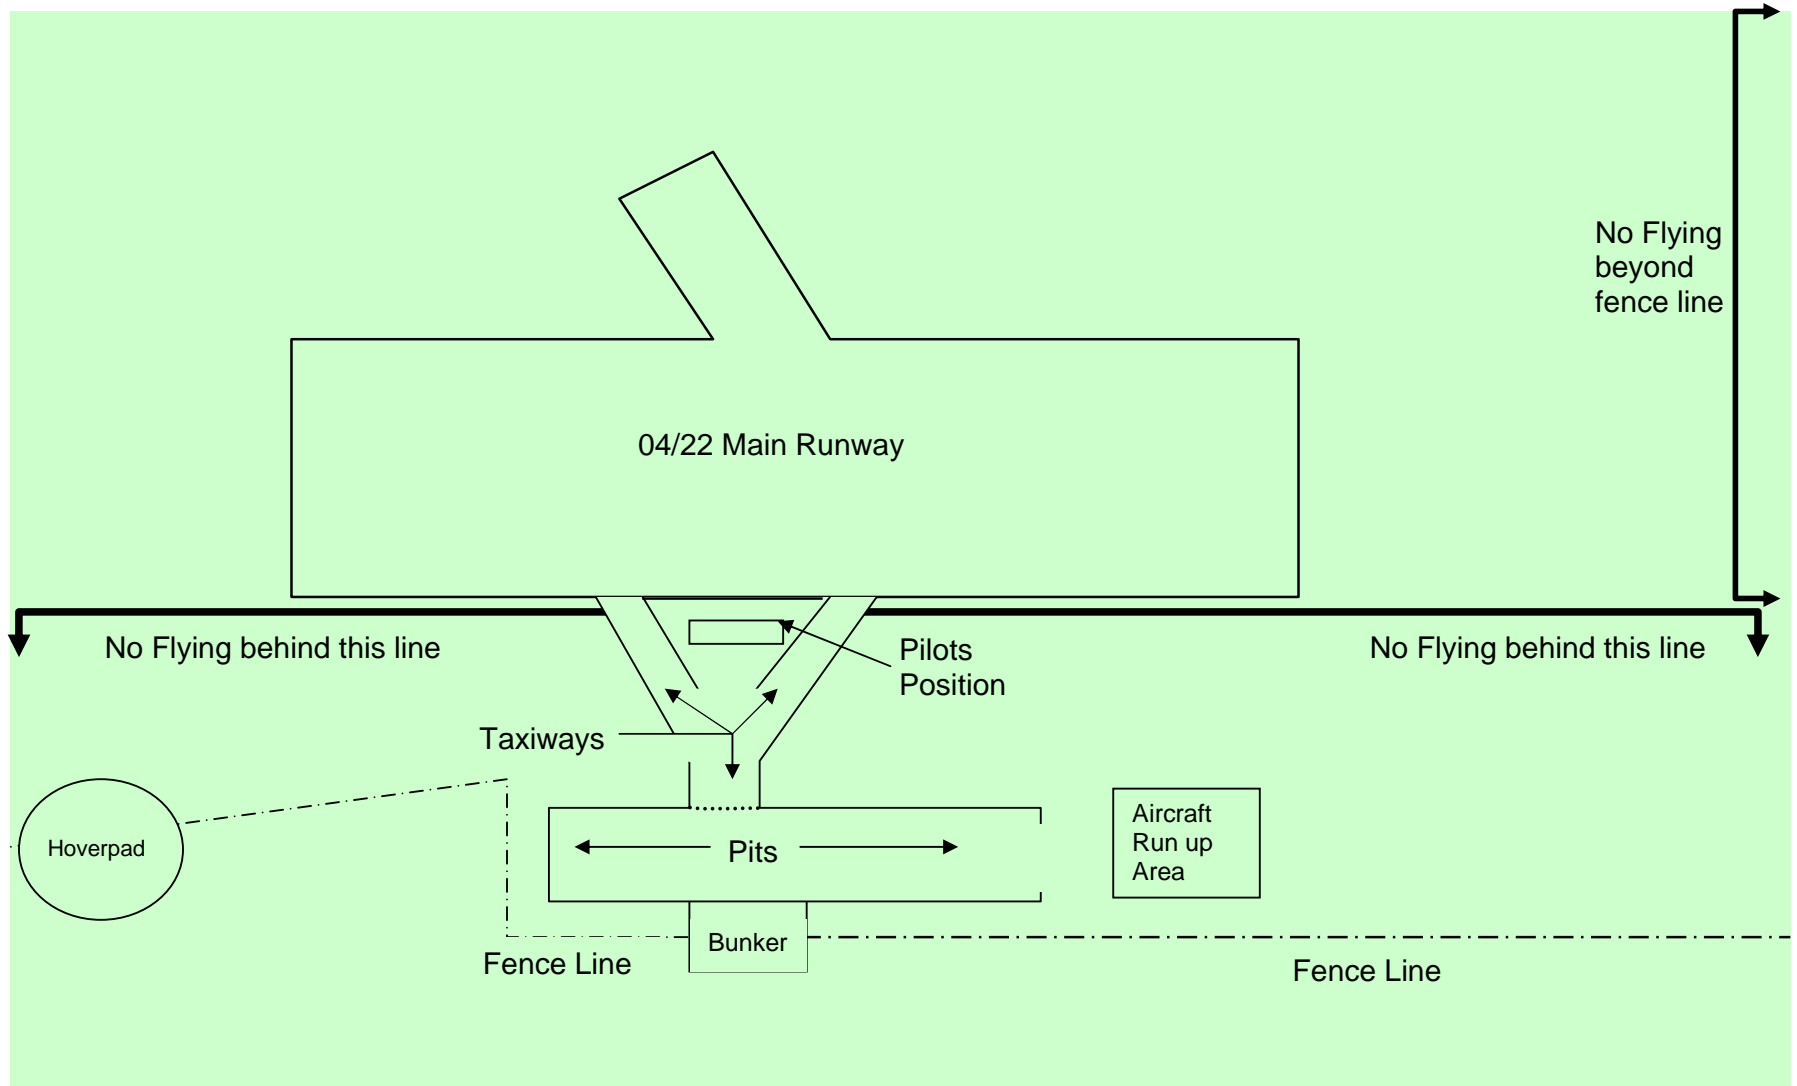 No Flying
beyond
fence line
04/22 Main Runway
No Flying behind this line
Pilots
Position
No Flying behind this line
Taxiways
Hoverpad
Pits
Aircraft
Run up
Area
Bunker
Fence Line
Fence Line